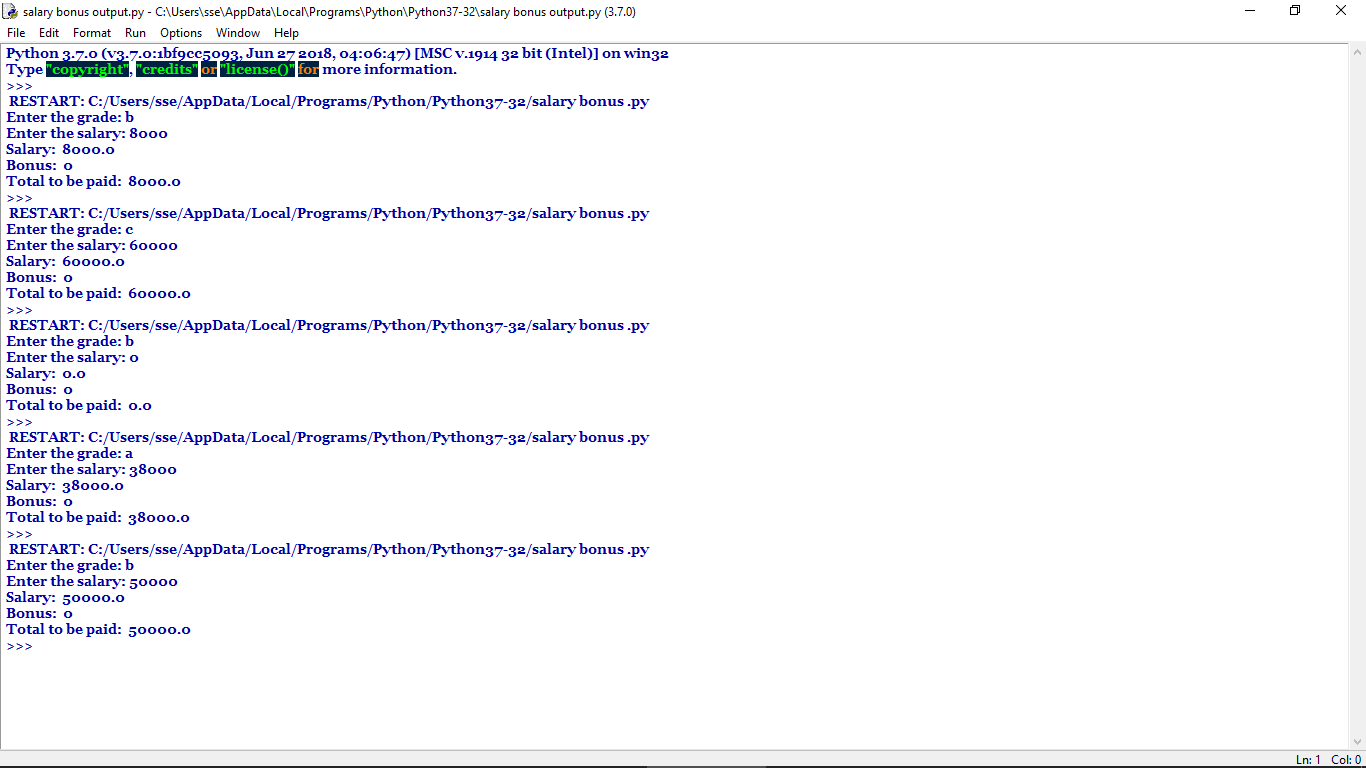 salary bonus output.py - C:\Users\sse\AppData\Local\Programs\Python\Python37-32\salary bonus output.py (3.7.0)
File Edit Format Run Options Window Help
Python 3.7.0 (v3.7.0:1bf9cc5093, Jun 27 2018, 04:06:47) [MSC v.1914 32 bit (Intel)] on win32
Type "copyright", "credits" or "license()" for more information.
>>>
RESTART: C:/Users/sse/AppData/Local/Programs/Python/Python37-32/salary bonus .py
Enter the grade: b
Enter the salary: 8000
Salary:  8000.0
Bonus:  0
Total to be paid:  8000.0
>>>
RESTART: C:/Users/sse/AppData/Local/Programs/Python/Python37-32/salary bonus .py
Enter the grade: c
Enter the salary: 60000
Salary:  60000.0
Bonus:  0
Total to be paid:  60000.0
>>>
RESTART: C:/Users/sse/AppData/Local/Programs/Python/Python37-32/salary bonus .py
Enter the grade: b
Enter the salary: 0
Salary:  0.0
Bonus:  0
Total to be paid:  0.0
>>>
RESTART: C:/Users/sse/AppData/Local/Programs/Python/Python37-32/salary bonus .py
Enter the grade: a
Enter the salary: 38000
Salary:  38000.0
Bonus:  0
Total to be paid:  38000.0
>>>
RESTART: C:/Users/sse/AppData/Local/Programs/Python/Python37-32/salary bonus .py
Enter the grade: b
Enter the salary: 50000
Salary:  50000.0
Bonus:  0
Total to be paid:  50000.0
>>>
Ln: 1 Col: 0